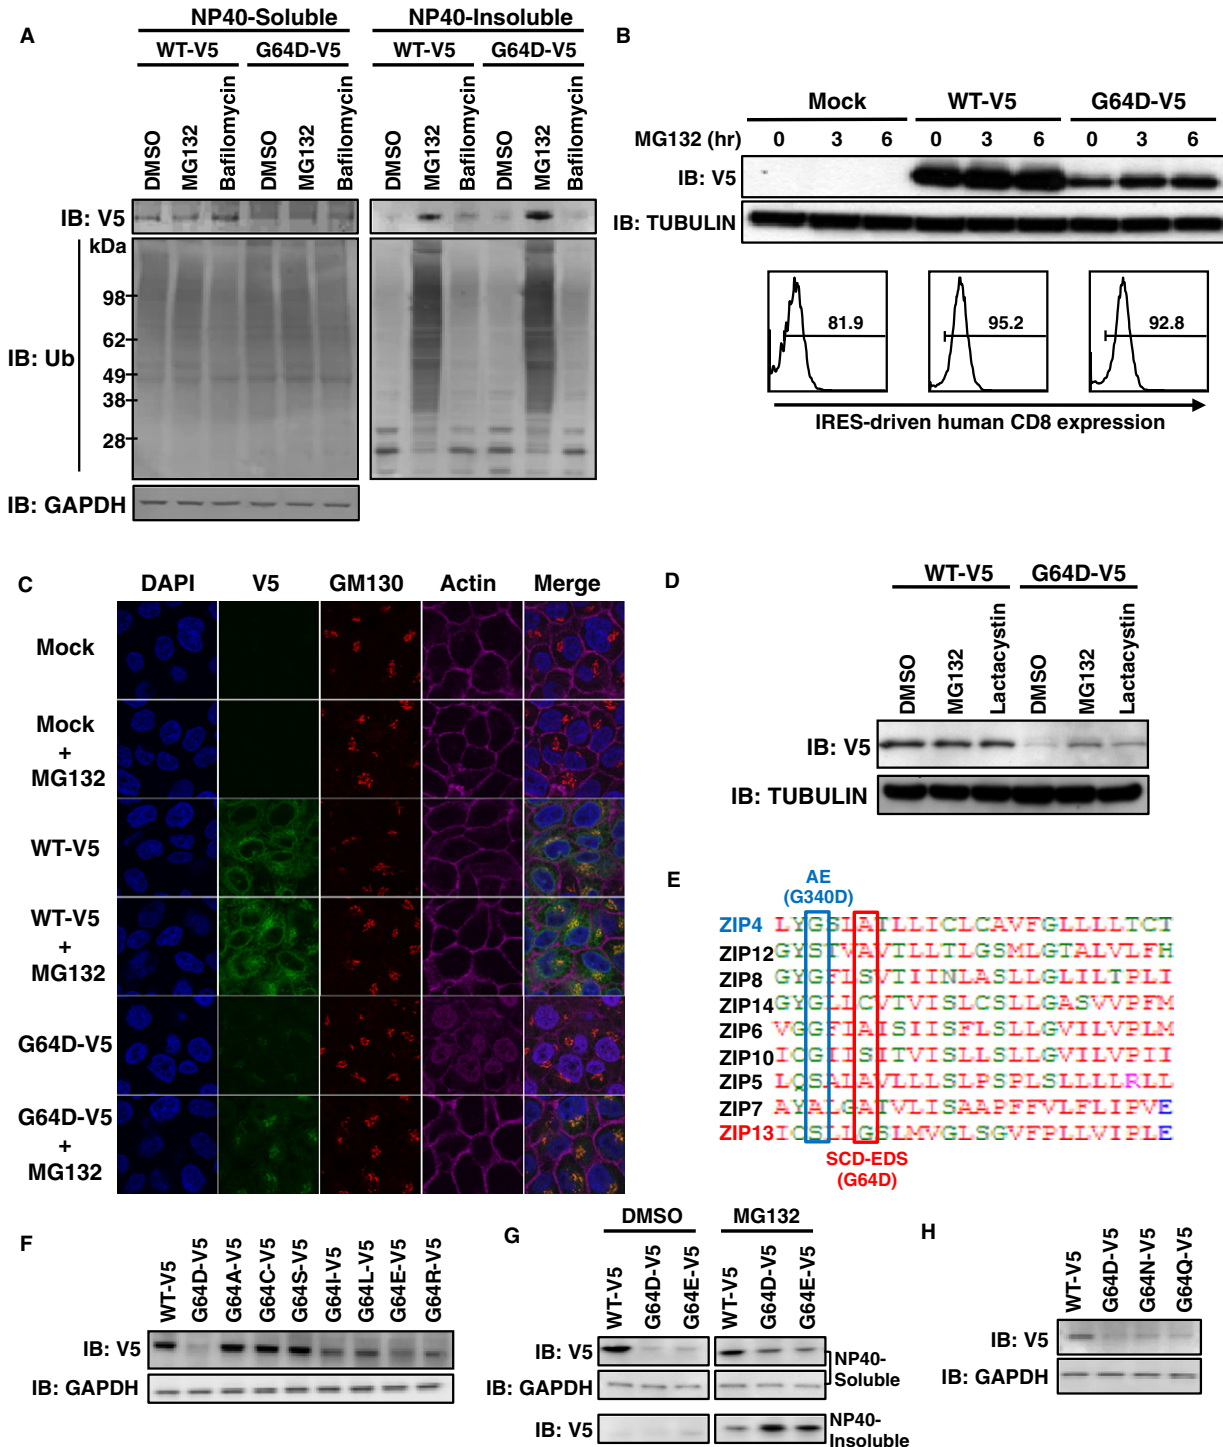 A
NP40-Soluble
NP40-Insoluble
WT-V5
G64D-V5
WT-V5
G64D-V5
DMSO
MG132
Bafilomycin
DMSO
MG132
Bafilomycin
DMSO
MG132
Bafilomycin
DMSO
MG132
Bafilomycin
IB: V5
kDa
98
62
49
38
28
IB: Ub
IB: GAPDH
B
Mock
WT-V5
G64D-V5
MG132 (hr) 0 3 6 0 3 6 0 3 6
IB: V5
IB: TUBULIN
81.9
95.2
92.8
IRES-driven human CD8 expression
C
DAPI V5 GM130 Actin Merge
Mock
Mock
+
MG132
WT-V5
WT-V5
+
MG132
G64D-V5
G64D-V5
+
MG132
D
WT-V5
G64D-V5
DMSO
MG132
Lactacystin
DMSO
MG132
Lactacystin
IB: V5
IB: TUBULIN
E
AE
(G340D)
ZIP4 LYGSIATLLICLCAVFGLLLLTCT
ZIP12 GYSTVAVTLLTLGSMLGTALVLFH
ZIP8 GYGFLSVTIINLASLLGLILTPLI
ZIP14 GYGLLCVTVISLCSLLGASVVPFM
ZIP6 VGGFIAISIISFLSLLGVILVPLM
ZIP10 ICGIISITVISLLSLLGVILVPII
ZIP5 LQSALAVLLLSLPSPLSLLLLRLL
ZIP7 AYALGATVLISAAPFFVLFLIPVE
ZIP13 ICSLLGSLMVGLSGVFPLLVIPLE
SCD-EDS
(G64D)
F
WT-V5
G64D-V5
G64A-V5
G64C-V5
G64S-V5
G64I-V5
G64L-V5
G64E-V5
G64R-V5
IB: V5
IB: GAPDH
G
DMSO
MG132
WT-V5
G64D-V5
G64E-V5
WT-V5
G64D-V5
G64E-V5
IB: V5
IB: GAPDH
NP40-
Soluble
IB: V5
NP40-
Insoluble
H
WT-V5
G64D-V5
G64N-V5
G64Q-V5
IB: V5
IB: GAPDH